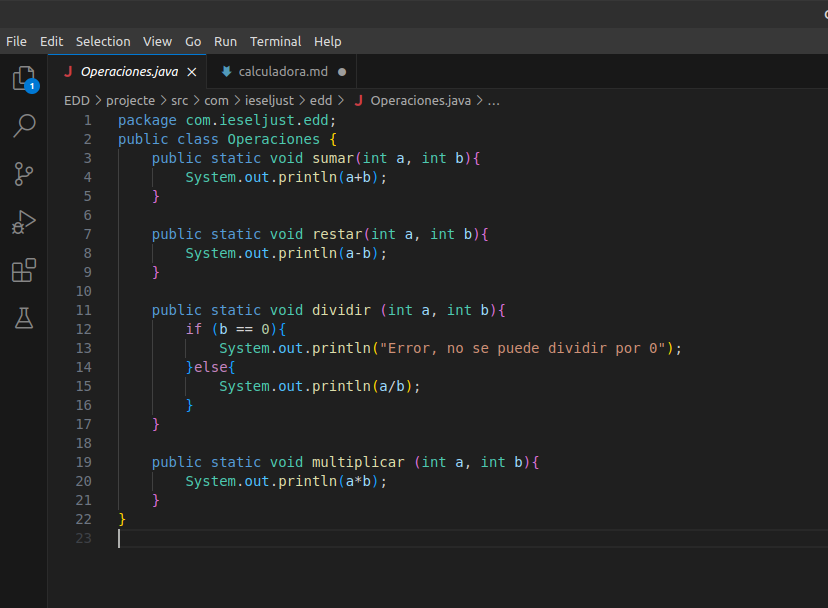 File Edit Selection View Go Run Terminal Help
J Operaciones.java × calculadora.md ●
EDD > projecte > src > com > ieseljust > edd > J Operaciones.java > ...
1 package com.ieseljust.edd;
2 public class Operaciones {
3     public static void sumar(int a, int b){
4         System.out.println(a+b);
5     }
6
7     public static void restar(int a, int b){
8         System.out.println(a-b);
9     }
10
11     public static void dividir (int a, int b){
12         if (b == 0){
13             System.out.println("Error, no se puede dividir por 0");
14         }else{
15             System.out.println(a/b);
16         }
17     }
18
19     public static void multiplicar (int a, int b){
20         System.out.println(a*b);
21     }
22 }
23
1